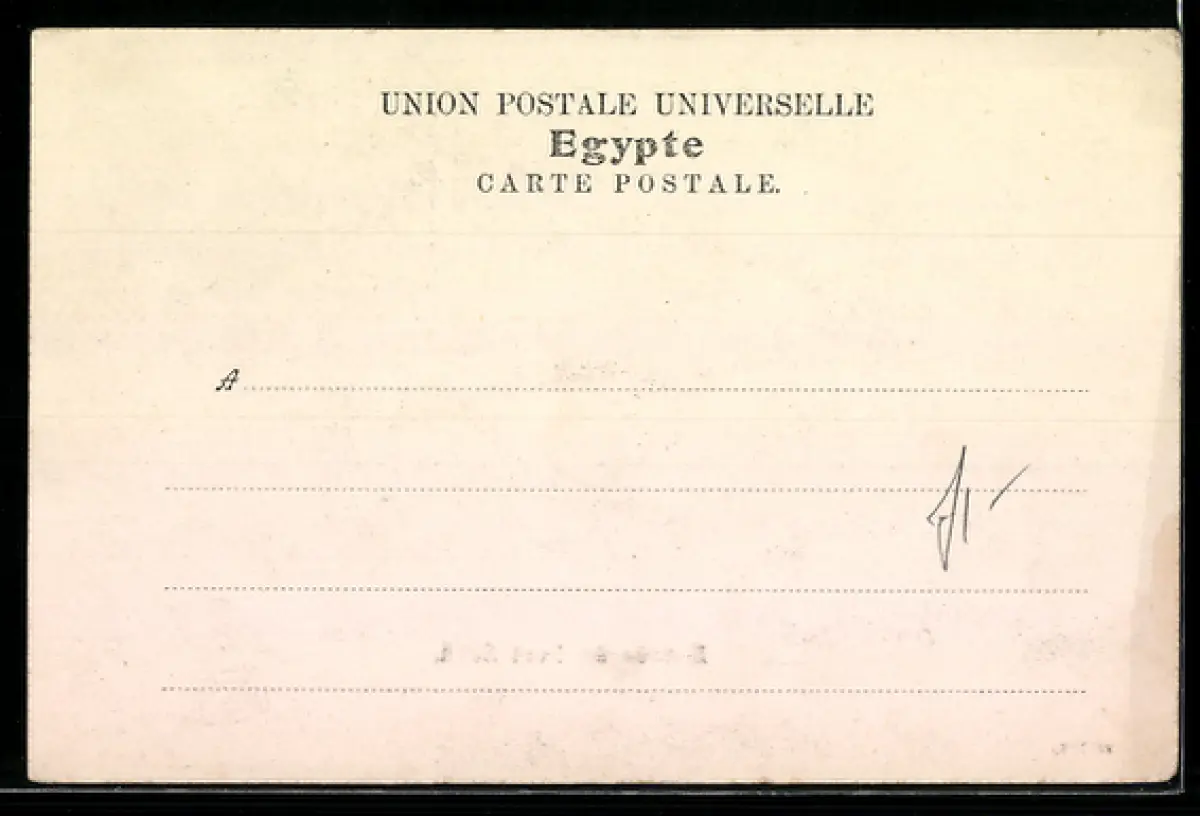 UNION POSTALE UNIVERSELLE
Egypte
CARTE POSTALE.
A